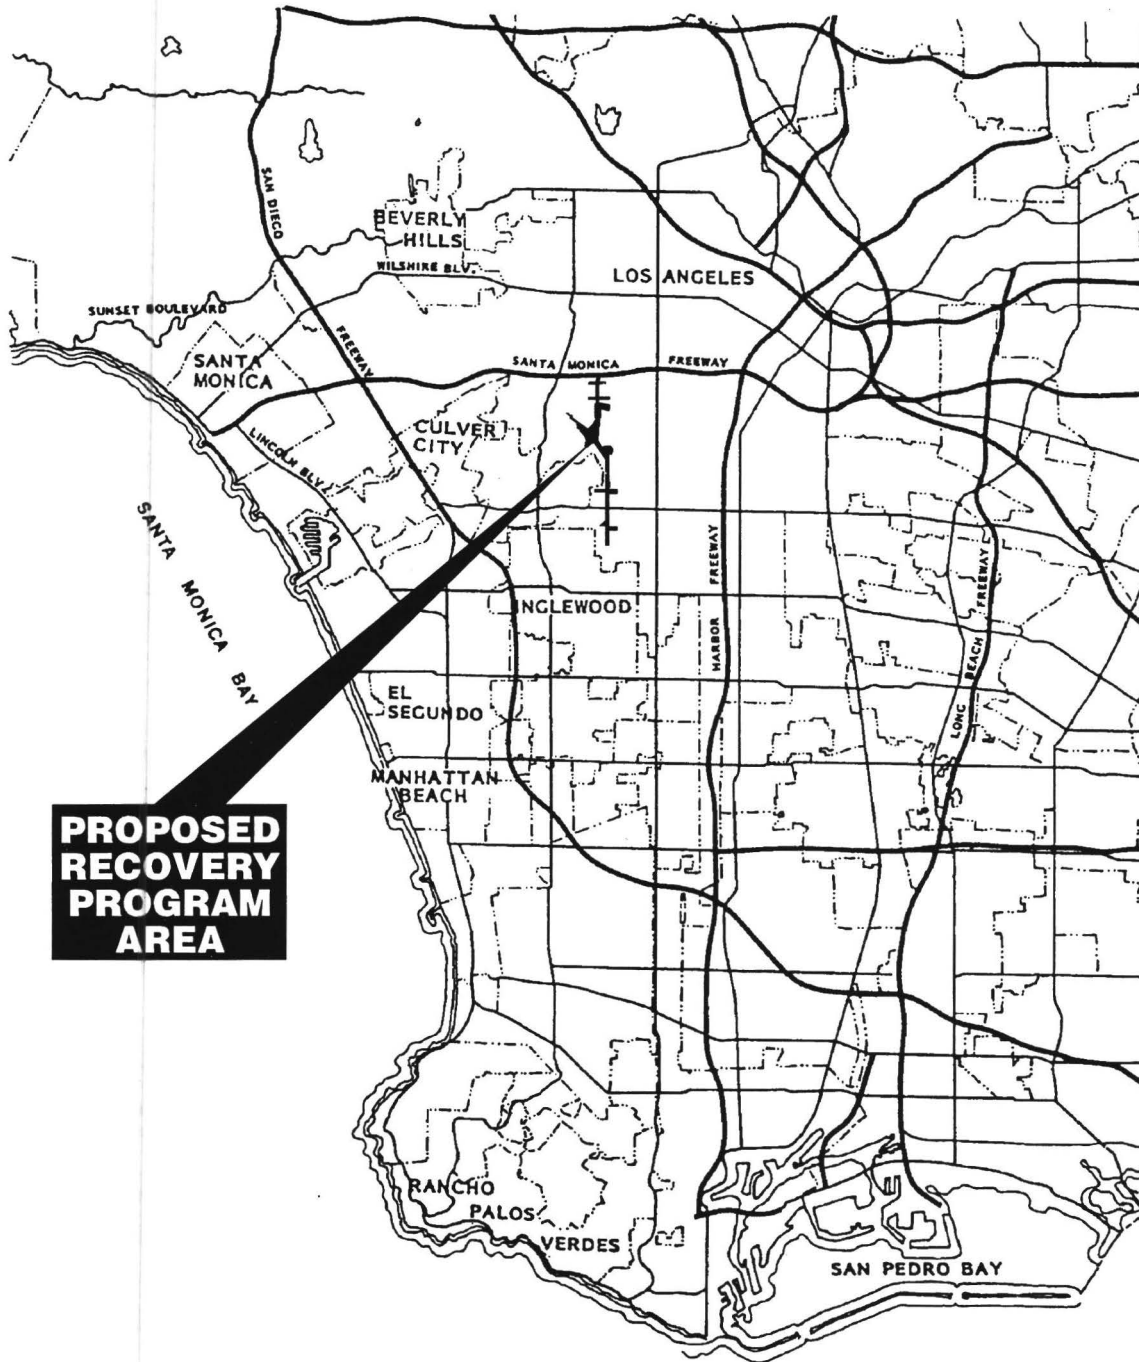 SAN DIEGO
BEVERLY
HILLS
WILSHIRE BLV.
LOS ANGELES
SUNSET BOULEVARD
FREEWAY
SANTA MONICA
FREEWAY
SANTA
MONICA
CULVER
CITY
LINCOLN BLV.
SANTA MONICA BAY
HARBOR FREEWAY
LONG BEACH FREEWAY
INGLEWOOD
EL
SEGUNDO
MANHATTAN
BEACH
PROPOSED
RECOVERY
PROGRAM
AREA
RANCHO
PALOS
VERDES
SAN PEDRO BAY